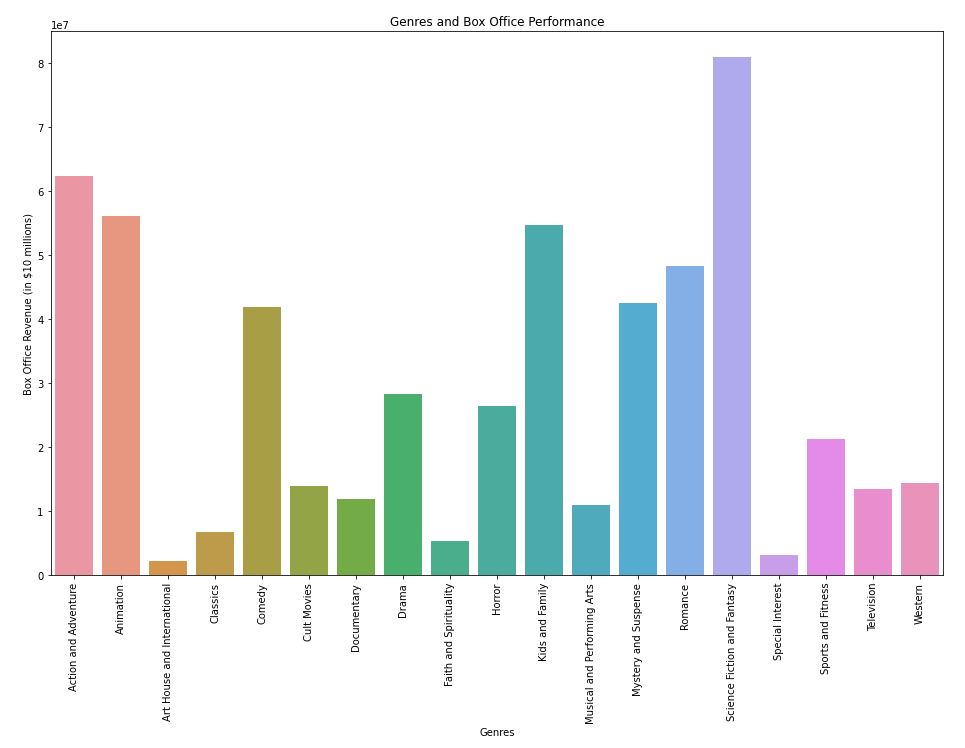 Genres and Box Office Performance
1e7
Box Office Revenue (in $10 millions)
8
7
6
5
4
3
2
1
0
Action and Adventure
Animation
Art House and International
Classics
Comedy
Cult Movies
Documentary
Drama
Faith and Spirituality
Horror
Kids and Family
Musical and Performing Arts
Mystery and Suspense
Romance
Science Fiction and Fantasy
Special Interest
Sports and Fitness
Television
Western
Genres